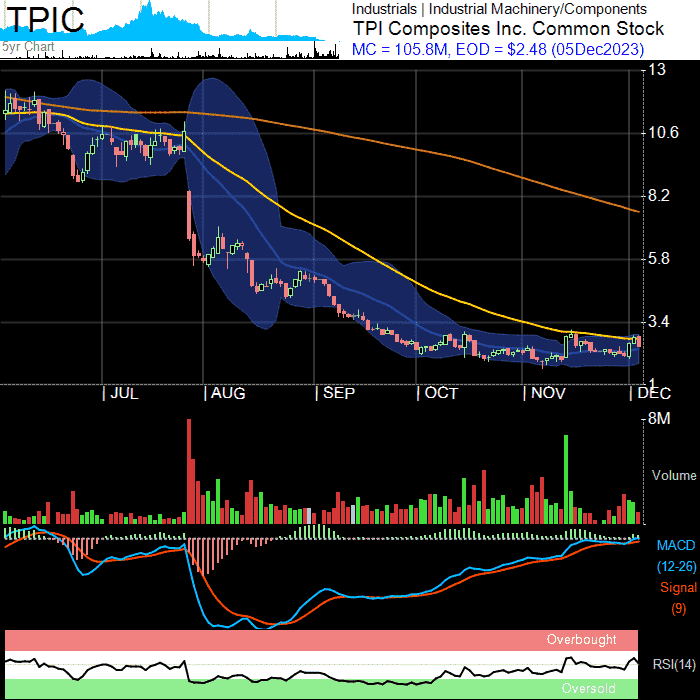 TPIC
5yr Chart
Industrials | Industrial Machinery/Components
TPI Composites Inc. Common Stock
MC = 105.8M, EOD = $2.48 (05Dec2023)
13
10.6
8.2
5.8
3.4
1
JUL
AUG
SEP
OCT
NOV
DEC
8M
Volume
MACD
(12-26)
Signal
(9)
Overbought
RSI(14)
Oversold